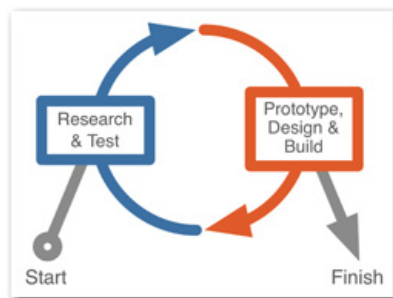 Research
& Test
Prototype,
Design &
Build
Start
Finish